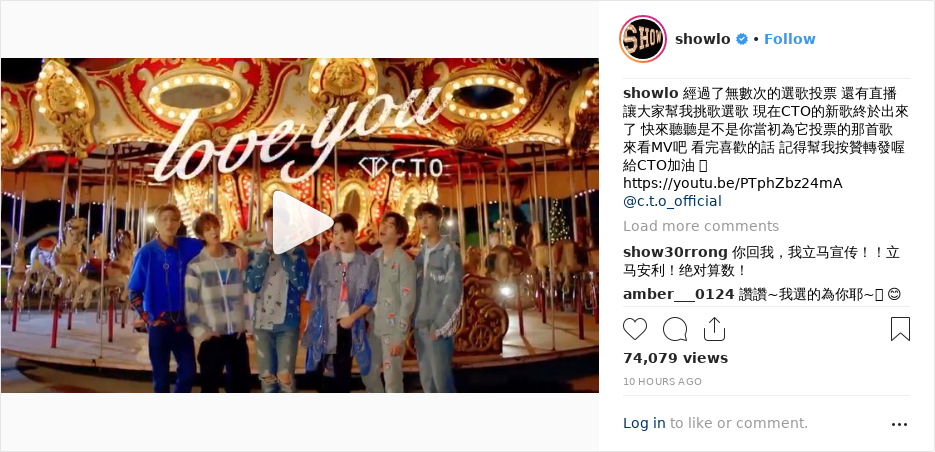 love you
CTO
SHOW
showlo • Follow
showlo 經過了無數次的選歌投票 還有直播
讓大家幫我挑歌選歌 現在CTO的新歌終於出來
了 快來聽聽是不是你當初為它投票的那首歌
來看MV吧 看完喜歡的話 記得幫我按贊轉發喔
給CTO加油
https://youtu.be/PTphZbz24mA
@c.t.o_official
Load more comments
show30rrong 你回我，我立马宣传！！立
马安利！绝对算数！
amber___0124 讚讚~我選的為你耶~ 😊
74,079 views
10 HOURS AGO
Log in to like or comment.